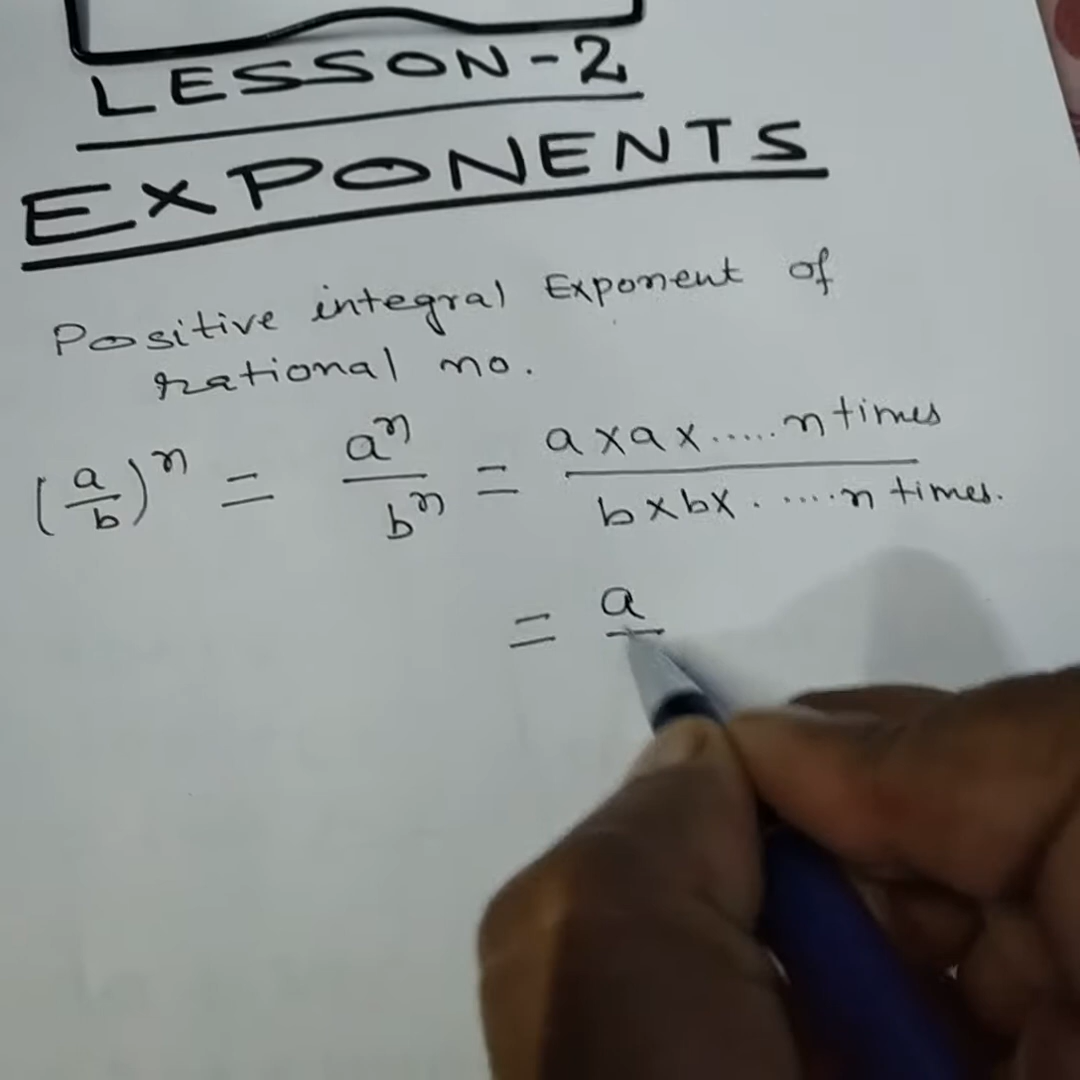 LESSON-2
EXPONENTS
Positive integral Exponent of
rational no.
(a/b)ⁿ = aⁿ/bⁿ = a x a x ..... n times / b x b x . ..... n times.
= a/